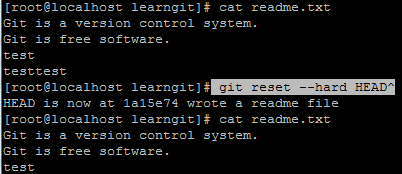 [root@localhost learngit]# cat readme.txt
Git is a version control system.
Git is free software.
test
testtest
[root@localhost learngit]# git reset --hard HEAD^
HEAD is now at 1a15e74 wrote a readme file
[root@localhost learngit]# cat readme.txt
Git is a version control system.
Git is free software.
test